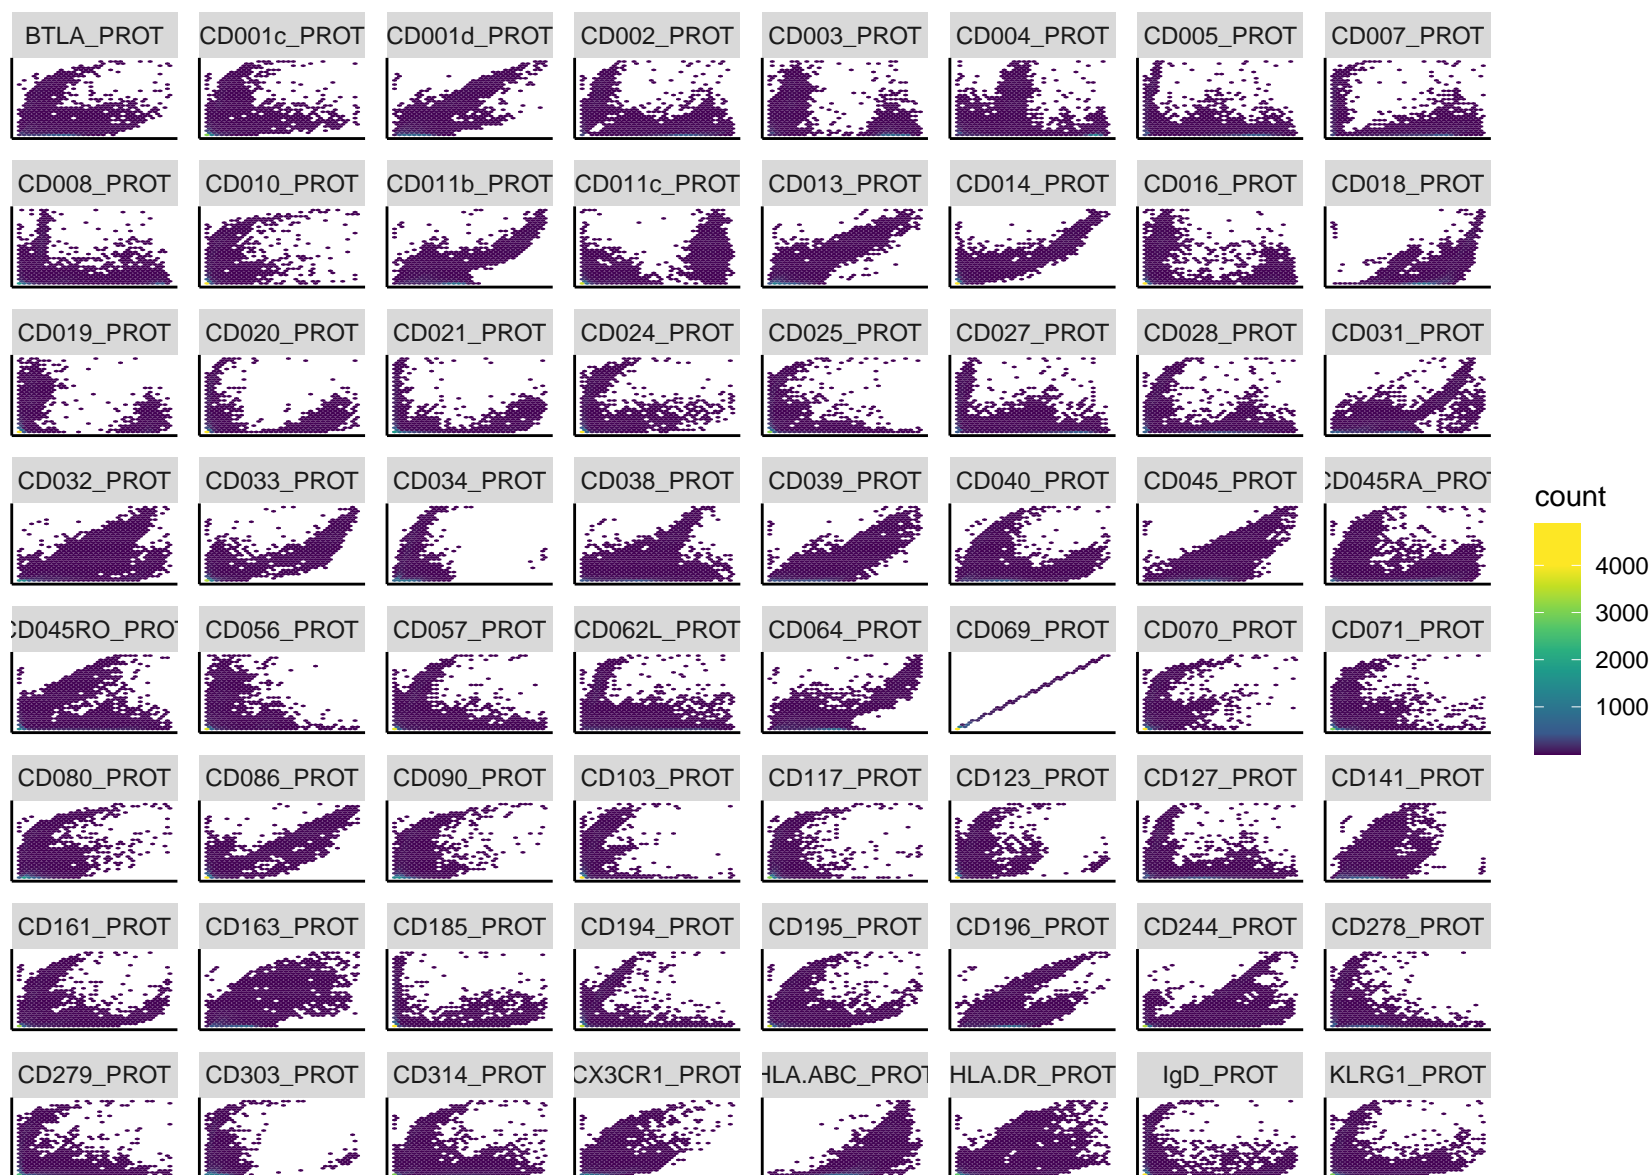 BTLA_PROT CD001c_PROT CD001d_PROT CD002_PROT CD003_PROT CD004_PROT CD005_PROT CD007_PROT
CD008_PROT CD010_PROT CD011b_PROT CD011c_PROT CD013_PROT CD014_PROT CD016_PROT CD018_PROT
CD019_PROT CD020_PROT CD021_PROT CD024_PROT CD025_PROT CD027_PROT CD028_PROT CD031_PROT
CD032_PROT CD033_PROT CD034_PROT CD038_PROT CD039_PROT CD040_PROT CD045_PROT CD045RA_PROT
count
4000
3000
2000
1000
CD045RO_PROT CD056_PROT CD057_PROT CD062L_PROT CD064_PROT CD069_PROT CD070_PROT CD071_PROT
CD080_PROT CD086_PROT CD090_PROT CD103_PROT CD117_PROT CD123_PROT CD127_PROT CD141_PROT
CD161_PROT CD163_PROT CD185_PROT CD194_PROT CD195_PROT CD196_PROT CD244_PROT CD278_PROT
CD279_PROT CD303_PROT CD314_PROT CX3CR1_PROT HLA.ABC_PROT HLA.DR_PROT IgD_PROT KLRG1_PROT